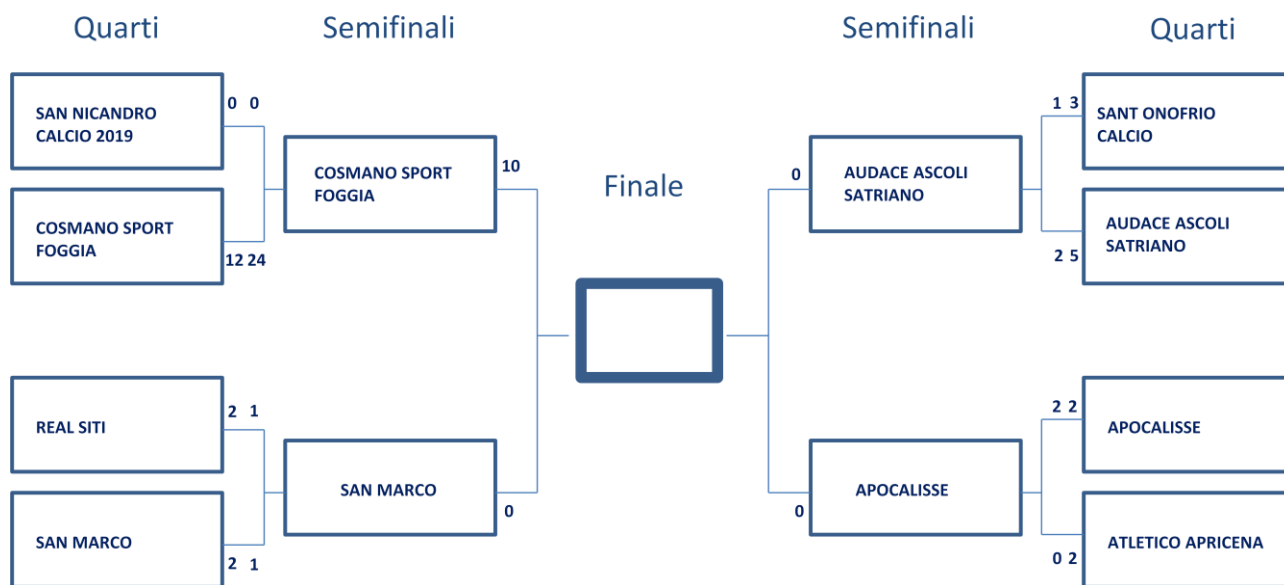 Quarti
Semifinali
Semifinali
Quarti
SAN NICANDRO
CALCIO 2019
0 0
COSMANO SPORT
FOGGIA
12 24
COSMANO SPORT
FOGGIA
10
Finale
0
AUDACE ASCOLI
SATRIANO
1 3
SANT ONOFRIO
CALCIO
AUDACE ASCOLI
SATRIANO
2 5
REAL SITI
2 1
SAN MARCO
2 1
SAN MARCO
0
APOCALISSE
0
2 2
APOCALISSE
ATLETICO APRICENA
0 2